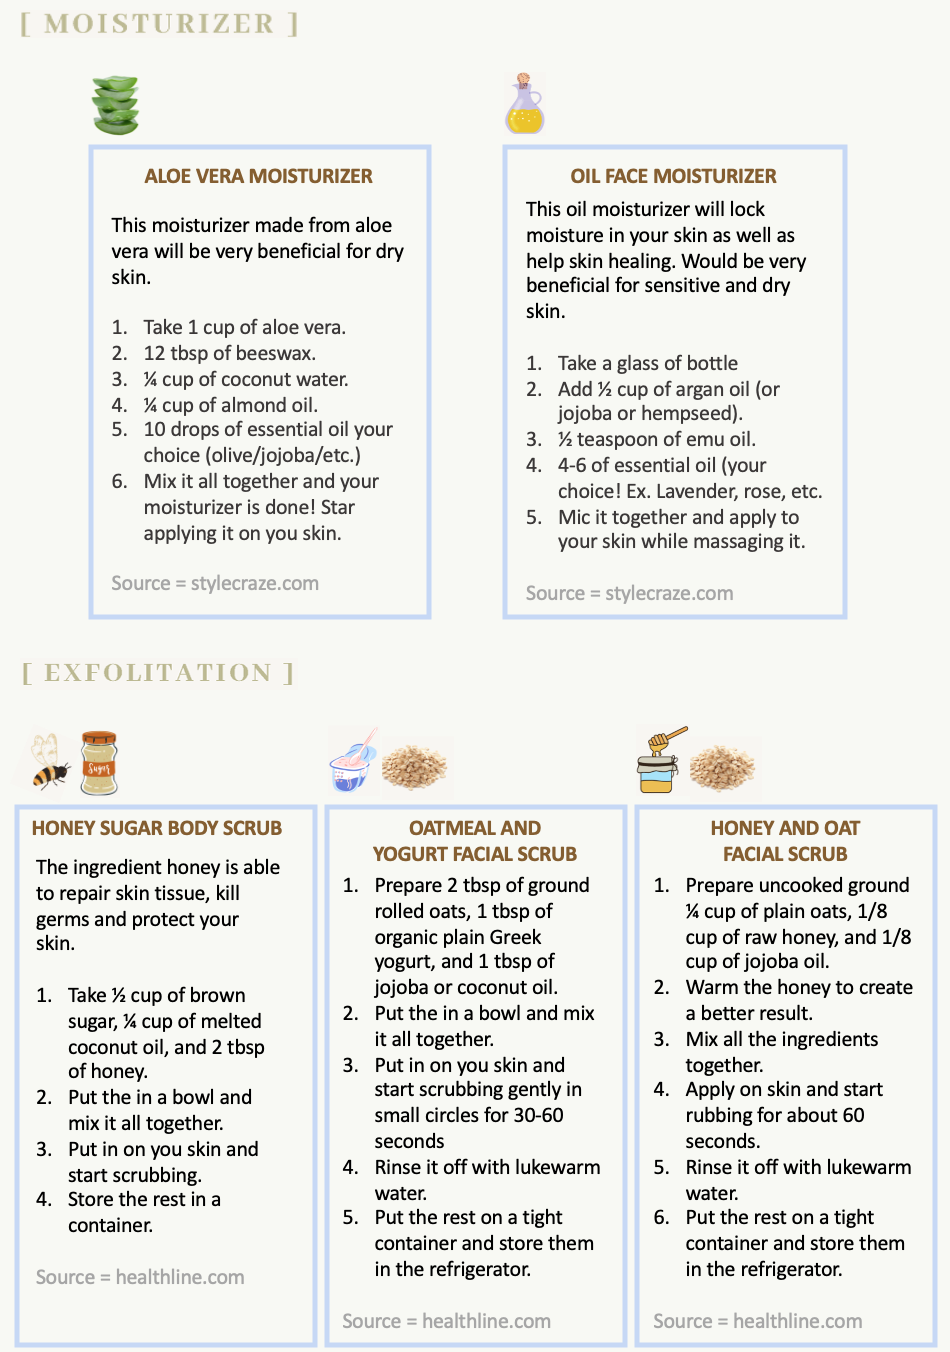 [ MOISTURIZER ]
ALOE VERA MOISTURIZER
This moisturizer made from aloe
vera will be very beneficial for dry
skin.
1. Take 1 cup of aloe vera.
2. 12 tbsp of beeswax.
3. ¼ cup of coconut water.
4. ¼ cup of almond oil.
5. 10 drops of essential oil your
choice (olive/jojoba/etc.)
6. Mix it all together and your
moisturizer is done! Star
applying it on you skin.
Source = stylecraze.com
OIL FACE MOISTURIZER
This oil moisturizer will lock
moisture in your skin as well as
help skin healing. Would be very
beneficial for sensitive and dry
skin.
1. Take a glass of bottle
2. Add ½ cup of argan oil (or
jojoba or hempseed).
3. ½ teaspoon of emu oil.
4. 4-6 of essential oil (your
choice! Ex. Lavender, rose, etc.
5. Mic it together and apply to
your skin while massaging it.
Source = stylecraze.com
[ EXFOLITATION ]
Sugar
HONEY SUGAR BODY SCRUB
The ingredient honey is able
to repair skin tissue, kill
germs and protect your
skin.
1. Take ½ cup of brown
sugar, ¼ cup of melted
coconut oil, and 2 tbsp
of honey.
2. Put the in a bowl and
mix it all together.
3. Put in on you skin and
start scrubbing.
4. Store the rest in a
container.
Source = healthline.com
OATMEAL AND
YOGURT FACIAL SCRUB
1. Prepare 2 tbsp of ground
rolled oats, 1 tbsp of
organic plain Greek
yogurt, and 1 tbsp of
jojoba or coconut oil.
2. Put the in a bowl and mix
it all together.
3. Put in on you skin and
start scrubbing gently in
small circles for 30-60
seconds
4. Rinse it off with lukewarm
water.
5. Put the rest on a tight
container and store them
in the refrigerator.
Source = healthline.com
HONEY AND OAT
FACIAL SCRUB
1. Prepare uncooked ground
¼ cup of plain oats, 1/8
cup of raw honey, and 1/8
cup of jojoba oil.
2. Warm the honey to create
a better result.
3. Mix all the ingredients
together.
4. Apply on skin and start
rubbing for about 60
seconds.
5. Rinse it off with lukewarm
water.
6. Put the rest on a tight
container and store them
in the refrigerator.
Source = healthline.com